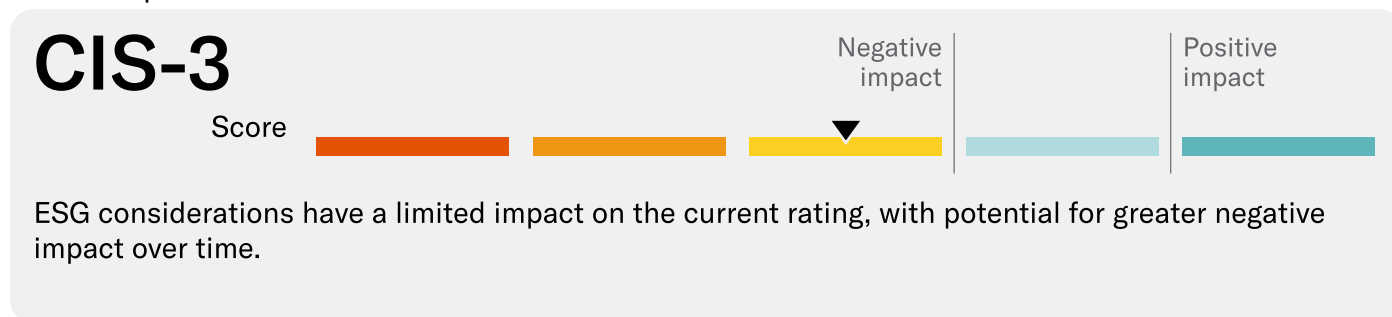 CIS-3
Negative
impact
Positive
impact
Score
ESG considerations have a limited impact on the current rating, with potential for greater negative
impact over time.